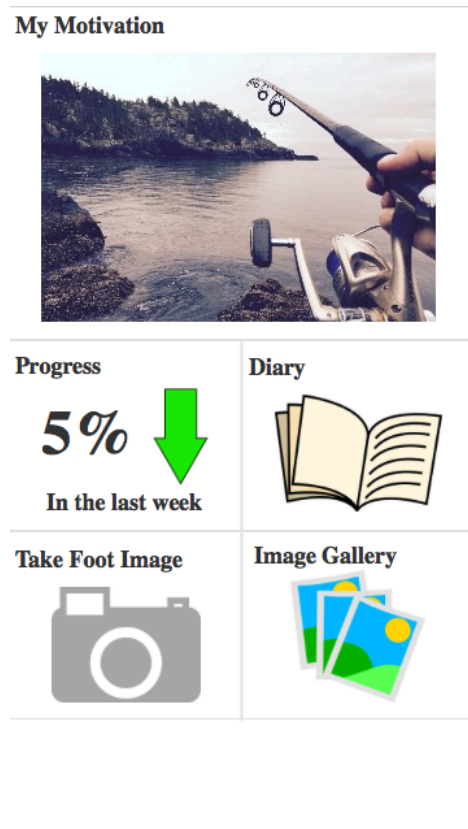 My Motivation
Progress
Diary
5%
In the last week
Take Foot Image
Image Gallery